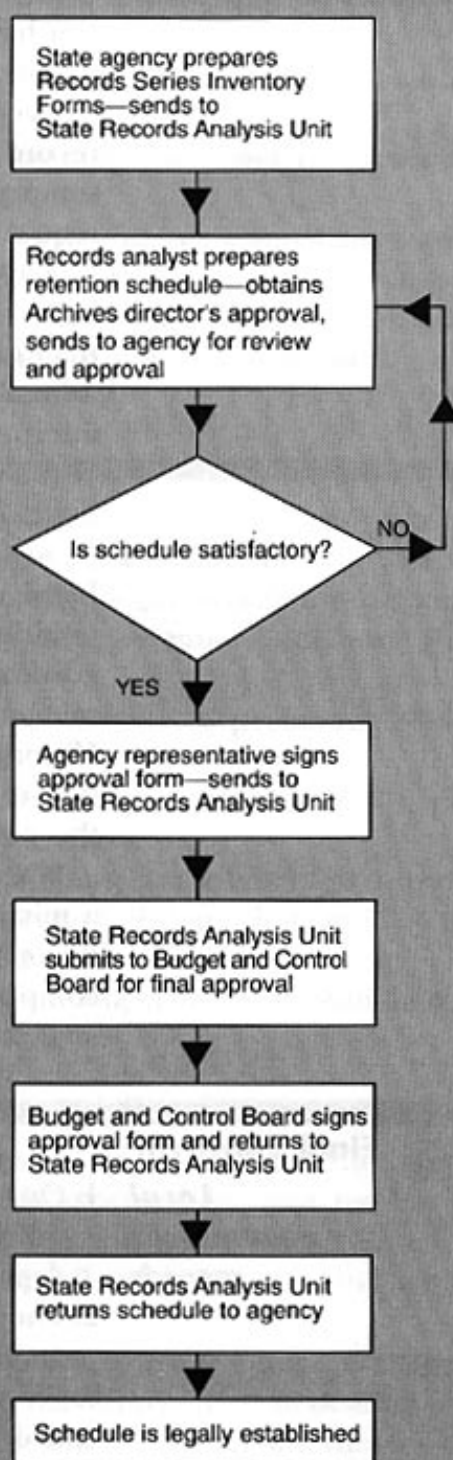 State agency prepares
Records Series Inventory
Forms—sends to
State Records Analysis Unit
Records analyst prepares
retention schedule—obtains
Archives director's approval,
sends to agency for review
and approval
Is schedule satisfactory?
NO
YES
Agency representative signs
approval form—sends to
State Records Analysis Unit
State Records Analysis Unit
submits to Budget and Control
Board for final approval
Budget and Control Board signs
approval form and returns to
State Records Analysis Unit
State Records Analysis Unit
returns schedule to agency
Schedule is legally established